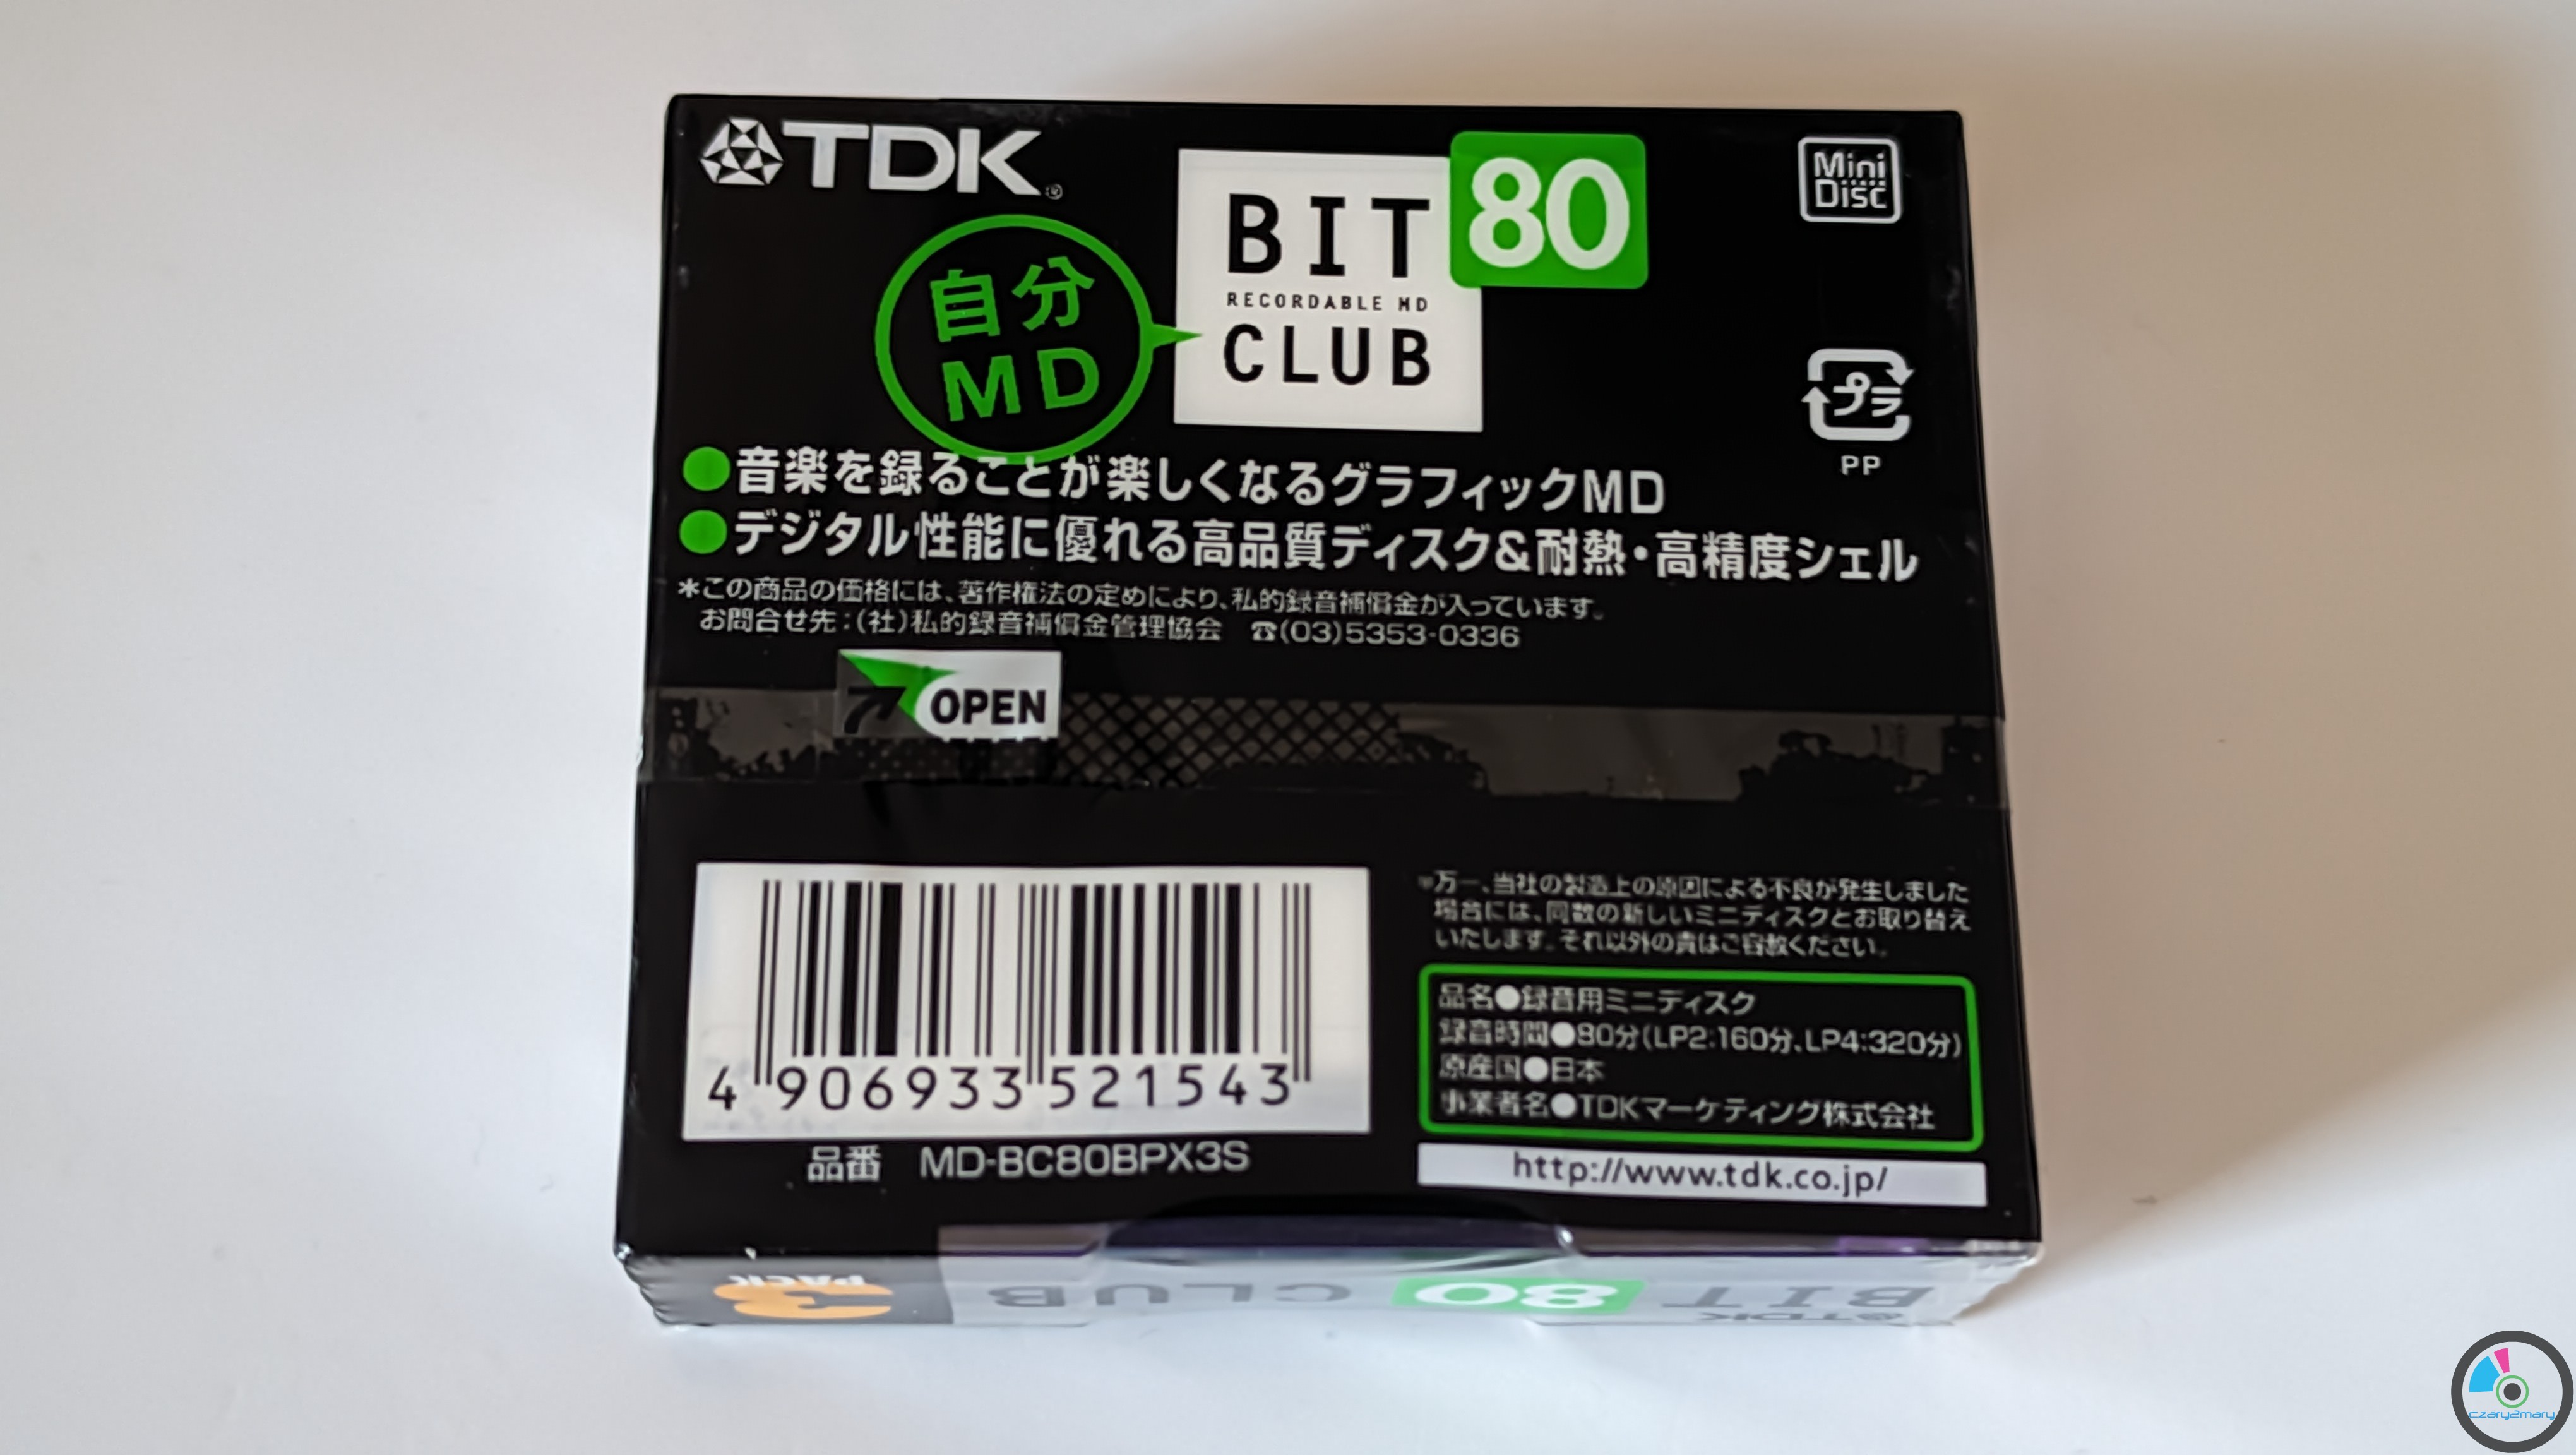 TDK®
BIT 80
RECORDABLE MD
CLUB
Mini
Disc
自分
MD
プラ
PP
●音楽を録ることが楽しくなるグラフィックMD
●デジタル性能に優れる高品質ディスク&耐熱・高精度シェル
＊この商品の価格には、著作権法の定めにより、私的録音補償金が入っています。
お問合せ先：(社)私的録音補償金管理協会 ☎(03)5353-0336
OPEN
※万一、当社の製造上の原因による不良が発生しました
場合には、同数の新しいミニディスクとお取り替え
いたします。それ以外の責はご容赦ください。
品名●録音用ミニディスク
録音時間●80分(LP2:160分、LP4:320分)
原産国●日本
事業者名●TDKマーケティング株式会社
http://www.tdk.co.jp/
4 906933 521543
品番 MD-BC80BPX3S
3 PACK
BIT 80 CLUB
TDK
czary2mary